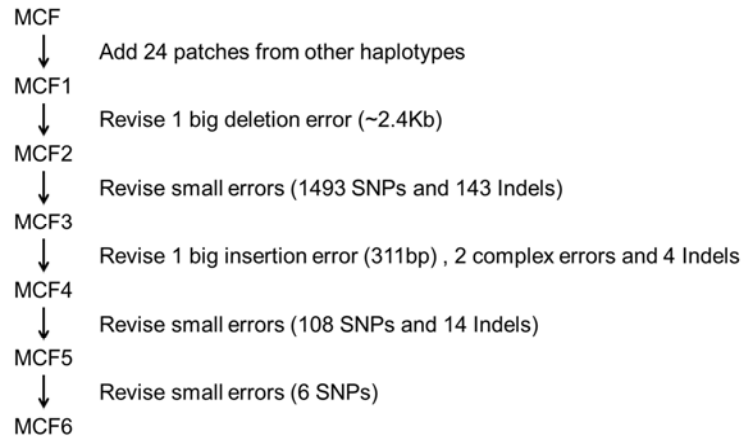 MCF
Add 24 patches from other haplotypes
MCF1
Revise 1 big deletion error (~2.4Kb)
MCF2
Revise small errors (1493 SNPs and 143 Indels)
MCF3
Revise 1 big insertion error (311bp) , 2 complex errors and 4 Indels
MCF4
Revise small errors (108 SNPs and 14 Indels)
MCF5
Revise small errors (6 SNPs)
MCF6